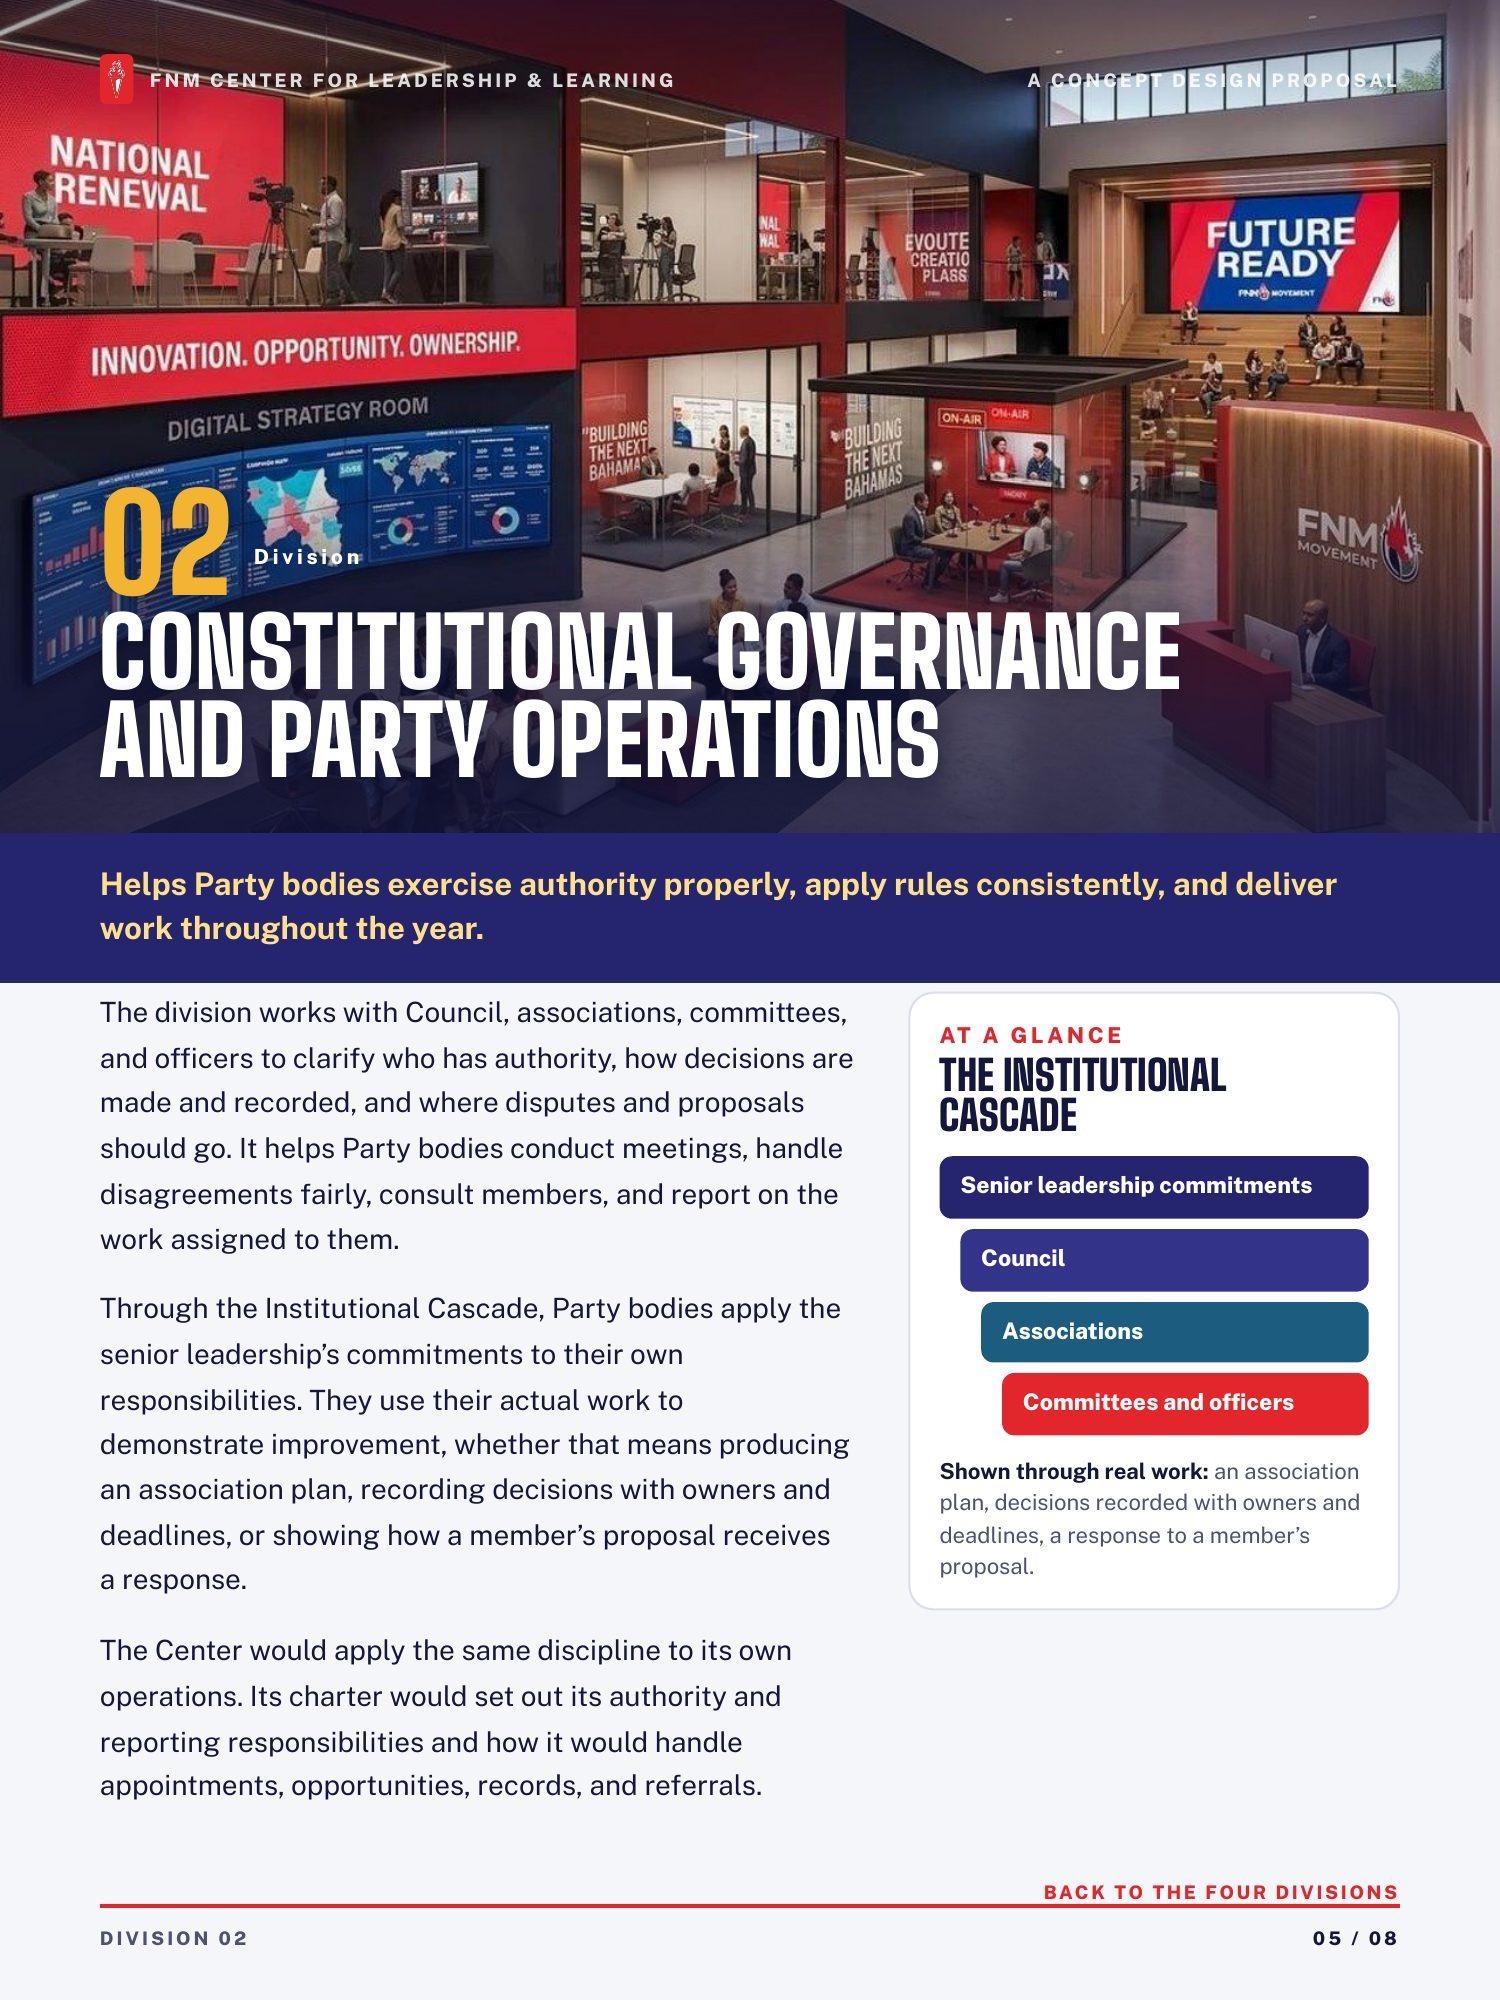 FNM CENTER FOR LEADERSHIP & LEARNING
A CONCEPT DESIGN PROPOSAL
NATIONAL
RENEWAL
EVOUTE
CREATIO
PLASS
FUTURE
READY
MOVEMENT
INNOVATION. OPPORTUNITY. OWNERSHIP.
DIGITAL STRATEGY ROOM
"BUILDING
THE NEXT
BAHAMA
"BUILDING
THE NEXT
BAHAMAS
ON-AIR
ON-AIR
FNM
MOVEMENT
02
Division
CONSTITUTIONAL GOVERNANCE
AND PARTY OPERATIONS
Helps Party bodies exercise authority properly, apply rules consistently, and deliver
work throughout the year.
The division works with Council, associations, committees,
and officers to clarify who has authority, how decisions are
made and recorded, and where disputes and proposals
should go. It helps Party bodies conduct meetings, handle
disagreements fairly, consult members, and report on the
work assigned to them.
Through the Institutional Cascade, Party bodies apply the
senior leadership’s commitments to their own
responsibilities. They use their actual work to
demonstrate improvement, whether that means producing
an association plan, recording decisions with owners and
deadlines, or showing how a member’s proposal receives
a response.
The Center would apply the same discipline to its own
operations. Its charter would set out its authority and
reporting responsibilities and how it would handle
appointments, opportunities, records, and referrals.
AT A GLANCE
THE INSTITUTIONAL
CASCADE
Senior leadership commitments
Council
Associations
Committees and officers
Shown through real work: an association
plan, decisions recorded with owners and
deadlines, a response to a member’s
proposal.
BACK TO THE FOUR DIVISIONS
DIVISION 02
05 / 08